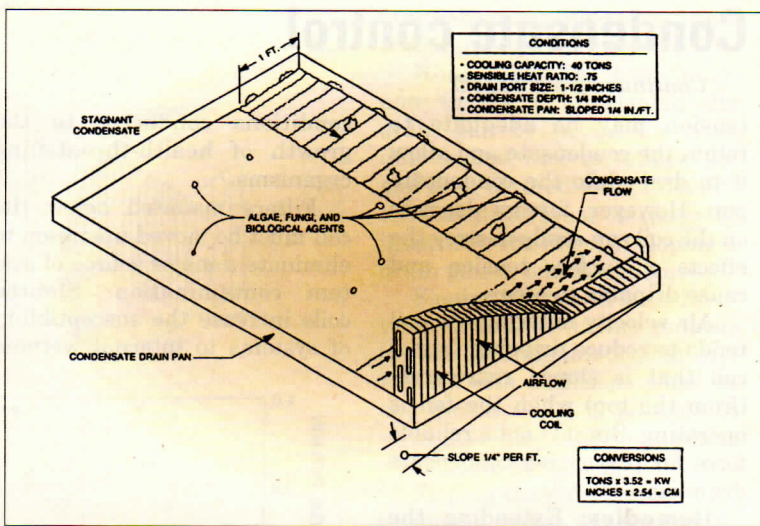 Condensate control
1 FT.
CONDITIONS
• COOLING CAPACITY: 40 TONS
• SENSIBLE HEAT RATIO: .75
• DRAIN PORT SIZE: 1-1/2 INCHES
• CONDENSATE DEPTH: 1/4 INCH
• CONDENSATE PAN: SLOPED 1/4 IN./FT.
STAGNANT
CONDENSATE
CONDENSATE
FLOW
ALGAE, FUNGI, AND
BIOLOGICAL AGENTS
CONDENSATE DRAIN PAN
AIRFLOW
COOLING
COIL
SLOPE 1/4" PER FT.
CONVERSIONS
TONS x 3.52 = KW
INCHES x 2.54 = CM